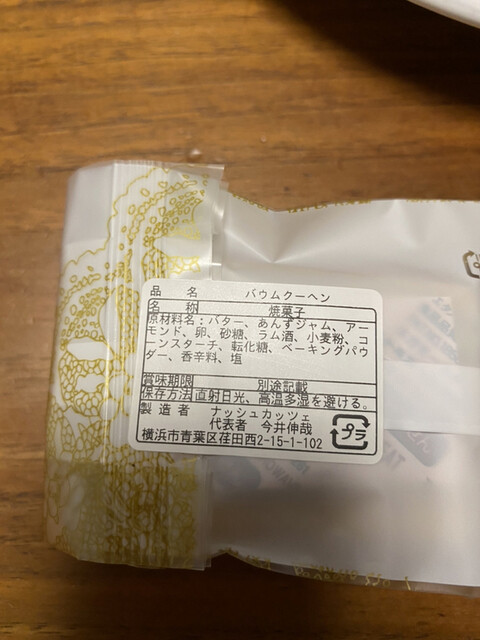 品 名 バウムクーヘン
名 称 焼菓子
原材料名：バター、あんずジャム、アー
モンド、卵、砂糖、ラム酒、小麦粉、コ
ーンスターチ、転化糖、ベーキングパウ
ダー、香辛料、塩
賞味期限 別途記載
保存方法 直射日光、高温多湿を避ける。
製 造 者 ナッシュカッツェ
代表者 今井伸哉
横浜市青葉区荏田西2-15-1-102
プラ